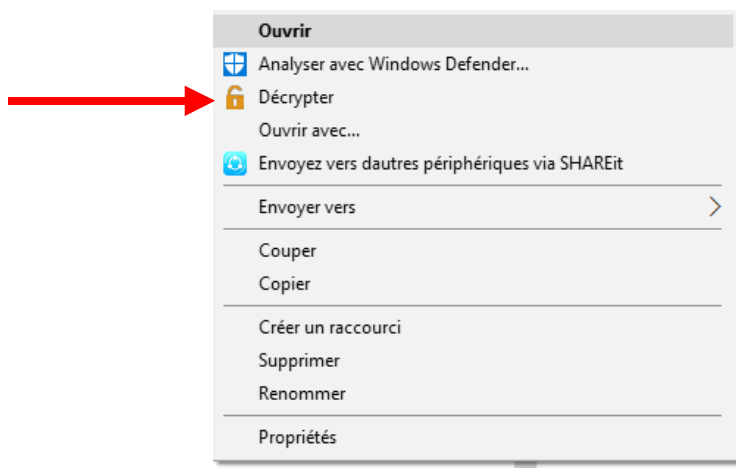 Ouvrir
Analyser avec Windows Defender...
Décrypter
Ouvrir avec...
Envoyez vers dautres périphériques via SHAREit
Envoyer vers
Couper
Copier
Créer un raccourci
Supprimer
Renommer
Propriétés